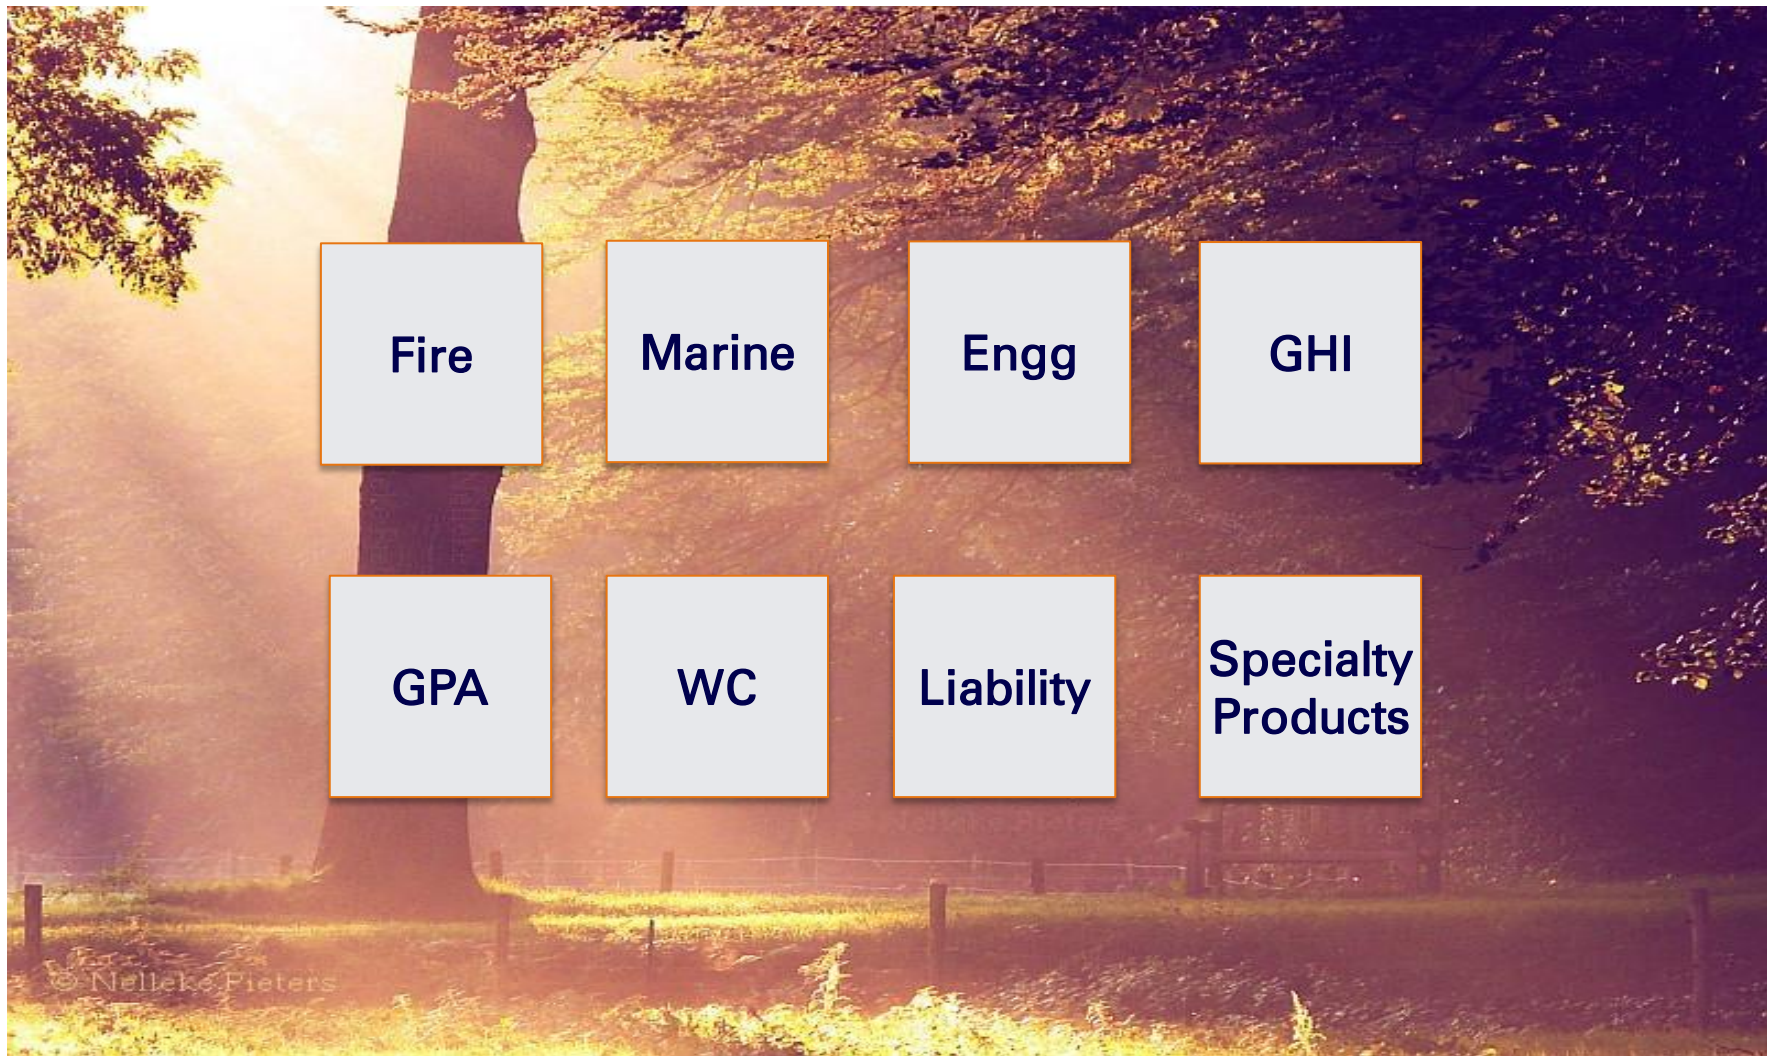 Fire
Marine
Engg
GHI
GPA
WC
Liability
Specialty
Products
© Nelleke Pieters